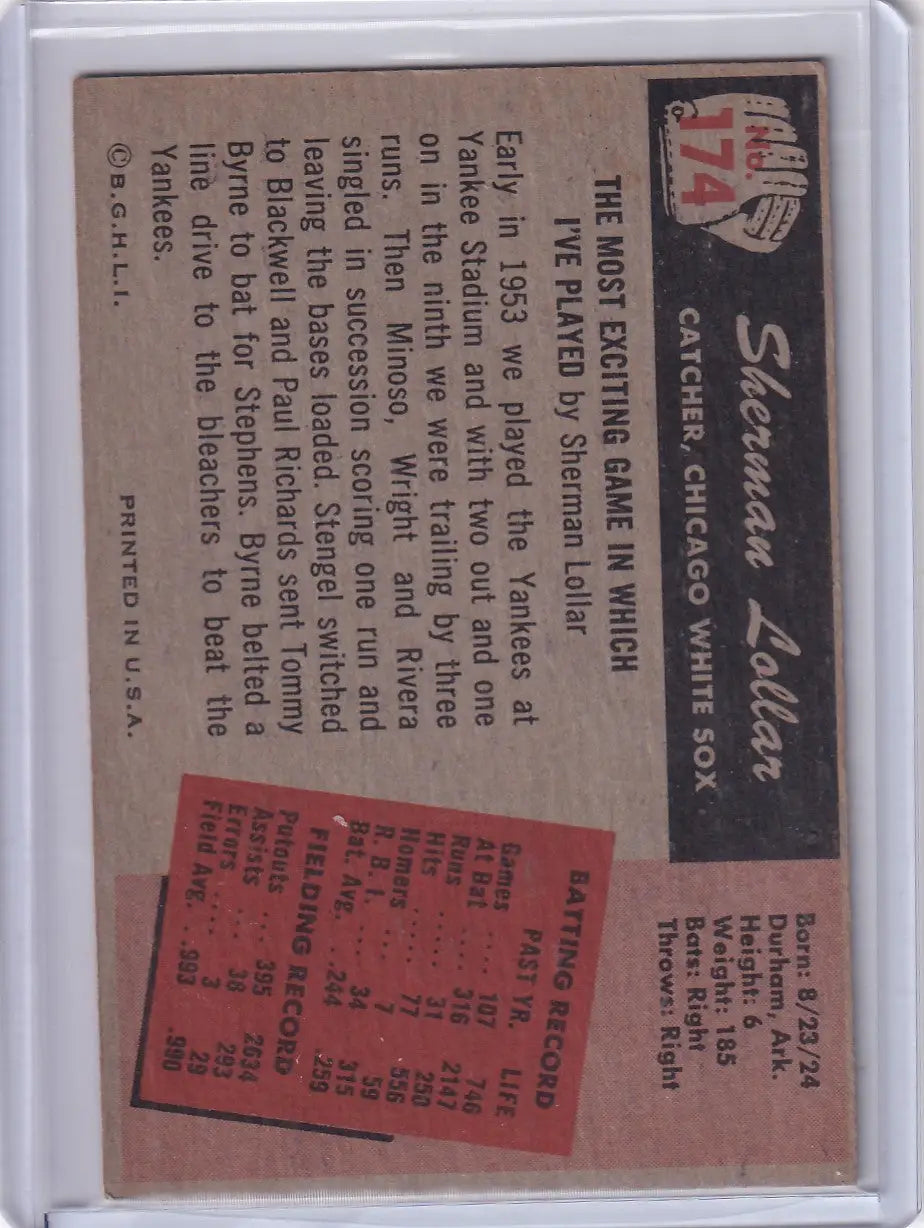 No.
174
Sherman Lollar
CATCHER, CHICAGO WHITE SOX
Born: 8/23/24
Durham, Ark.
Height: 6
Weight: 185
Bats: Right
Throws: Right
THE MOST EXCITING GAME IN WHICH
I'VE PLAYED by Sherman Lollar
Early in 1953 we played the Yankees at
Yankee Stadium and with two out and one
on in the ninth we were trailing by three
runs. Then Minoso, Wright and Rivera
singled in succession scoring one run and
leaving the bases loaded. Stengel switched
to Blackwell and Paul Richards sent Tommy
Byrne to bat for Stephens. Byrne belted a
line drive to the bleachers to beat the
Yankees.
BATTING RECORD
PAST YR. LIFE
Games ..... 107 746
At Bat .... 316 2147
Runs ..... 31 250
Hits ..... 77 556
Homers ..... 7 59
R. B. I. ... 34 315
Bat. Avg. ... .244 .259
FIELDING RECORD
Putouts .. 395 2634
Assists .. 38 293
Errors .... 3 29
Field Avg. .. .993 .990
©B.G.H.L.I. PRINTED IN U.S.A.